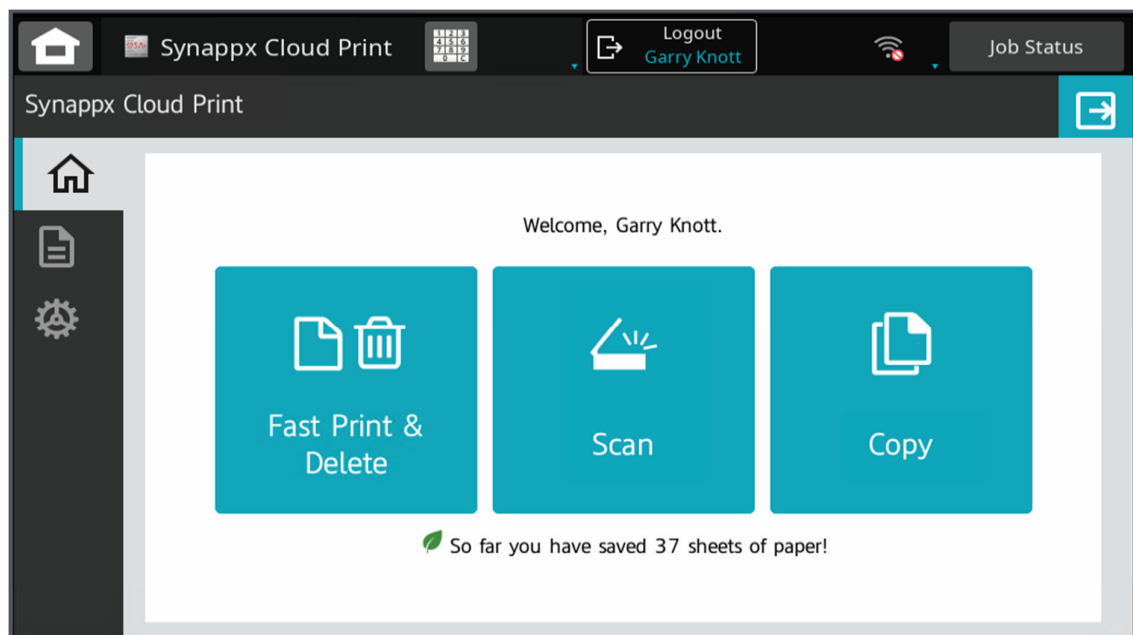 Synappx Cloud Print
Logout
Garry Knott
Job Status
Synappx Cloud Print
Welcome, Garry Knott.
Fast Print &
Delete
Scan
Copy
So far you have saved 37 sheets of paper!